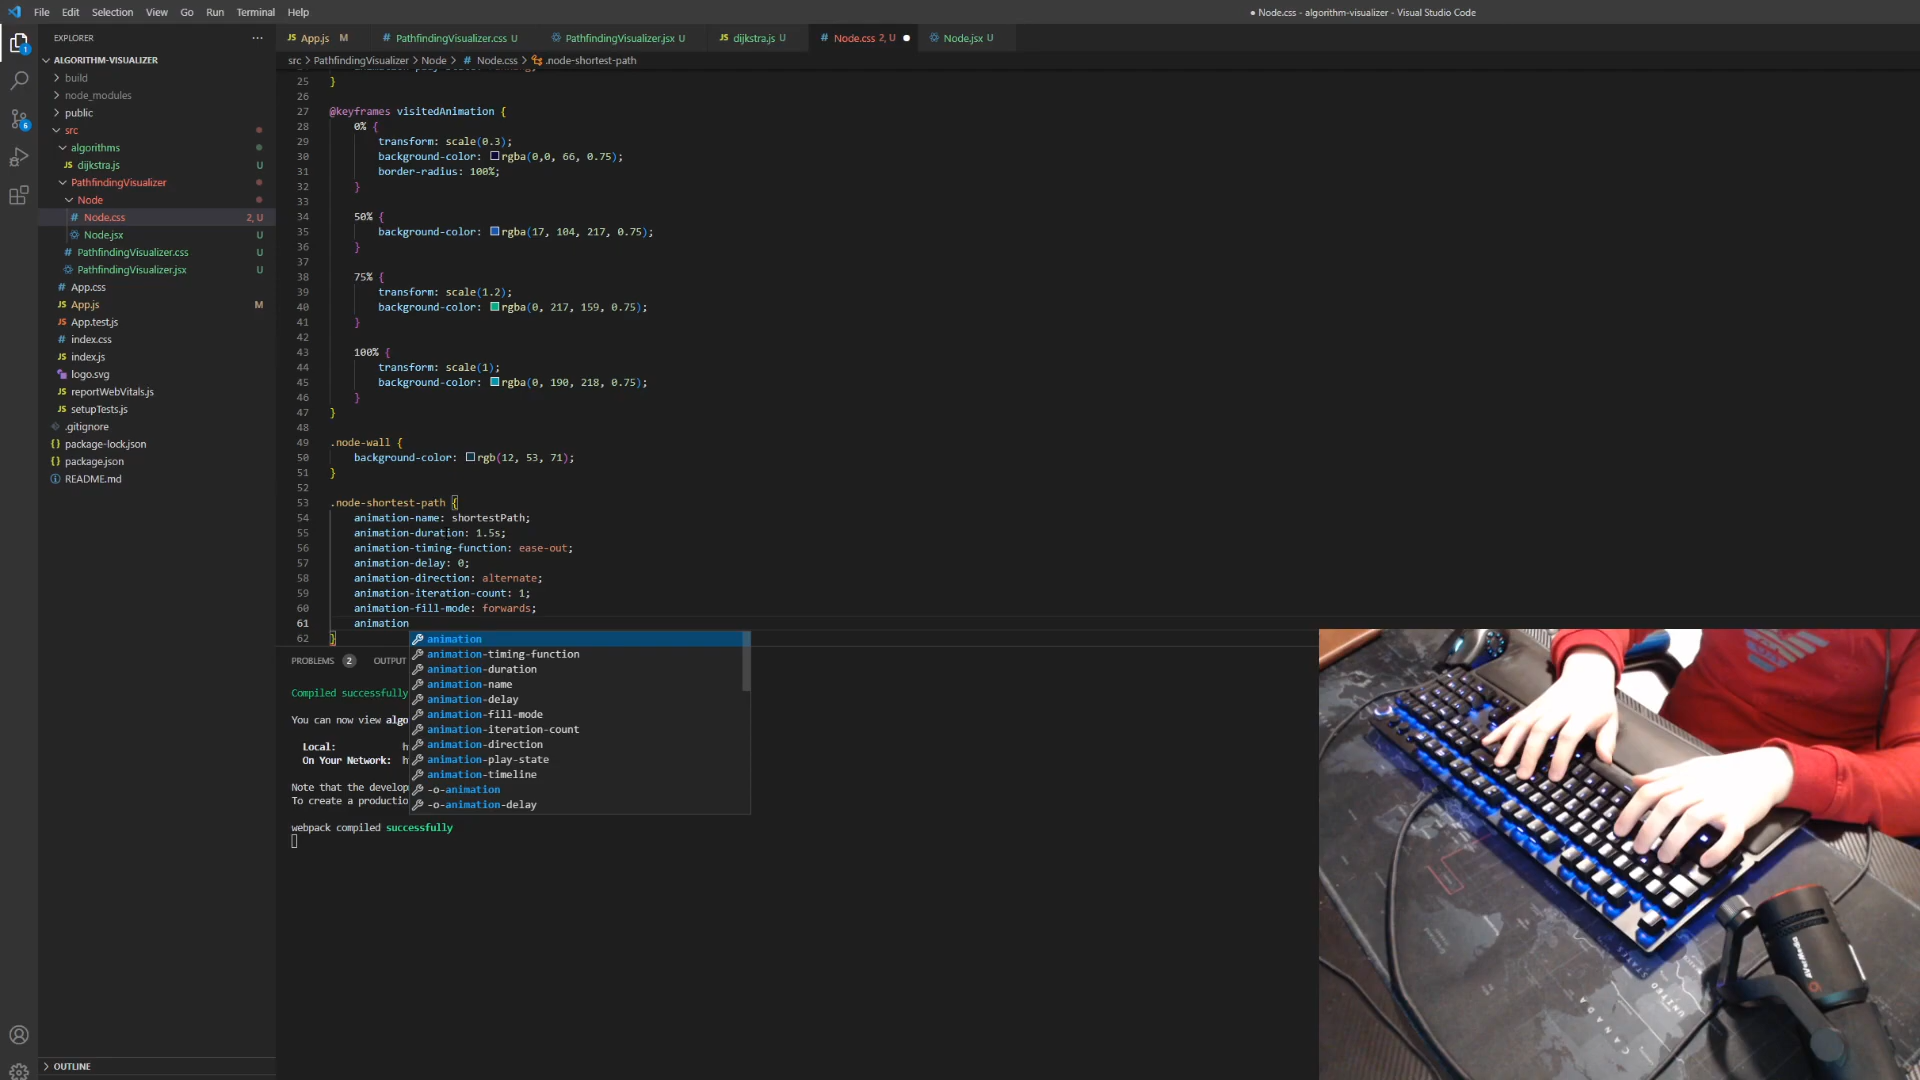 File Edit Selection View Go Run Terminal Help
● Node.css - algorithm-visualizer - Visual Studio Code
EXPLORER
ALGORITHM-VISUALIZER
build
node_modules
public
src
algorithms
JS dijkstra.js U
PathfindingVisualizer
Node
# Node.css 2, U
Node.jsx U
# PathfindingVisualizer.css U
PathfindingVisualizer.jsx U
# App.css
JS App.js M
JS App.test.js
# index.css
JS index.js
logo.svg
JS reportWebVitals.js
JS setupTests.js
.gitignore
{} package-lock.json
{} package.json
README.md
OUTLINE
JS App.js M # PathfindingVisualizer.css U PathfindingVisualizer.jsx U JS dijkstra.js U # Node.css 2, U ● Node.jsx U
src > PathfindingVisualizer > Node > # Node.css > .node-shortest-path
25 }
26
27 @keyframes visitedAnimation {
28 0% {
29 transform: scale(0.3);
30 background-color: rgba(0,0, 66, 0.75);
31 border-radius: 100%;
32 }
33
34 50% {
35 background-color: rgba(17, 104, 217, 0.75);
36 }
37
38 75% {
39 transform: scale(1.2);
40 background-color: rgba(0, 217, 159, 0.75);
41 }
42
43 100% {
44 transform: scale(1);
45 background-color: rgba(0, 190, 218, 0.75);
46 }
47 }
48
49 .node-wall {
50 background-color: rgb(12, 53, 71);
51 }
52
53 .node-shortest-path {
54 animation-name: shortestPath;
55 animation-duration: 1.5s;
56 animation-timing-function: ease-out;
57 animation-delay: 0;
58 animation-direction: alternate;
59 animation-iteration-count: 1;
60 animation-fill-mode: forwards;
61 animation
62 }
animation
animation-timing-function
animation-duration
animation-name
animation-delay
animation-fill-mode
animation-iteration-count
animation-direction
animation-play-state
animation-timeline
-o-animation
-o-animation-delay
PROBLEMS 2 OUTPUT
Compiled successfully
You can now view algo
Local: h
On Your Network: h
Note that the develop
To create a productio
webpack compiled successfully
CANADA
UNITED
STATES
AVerMedia